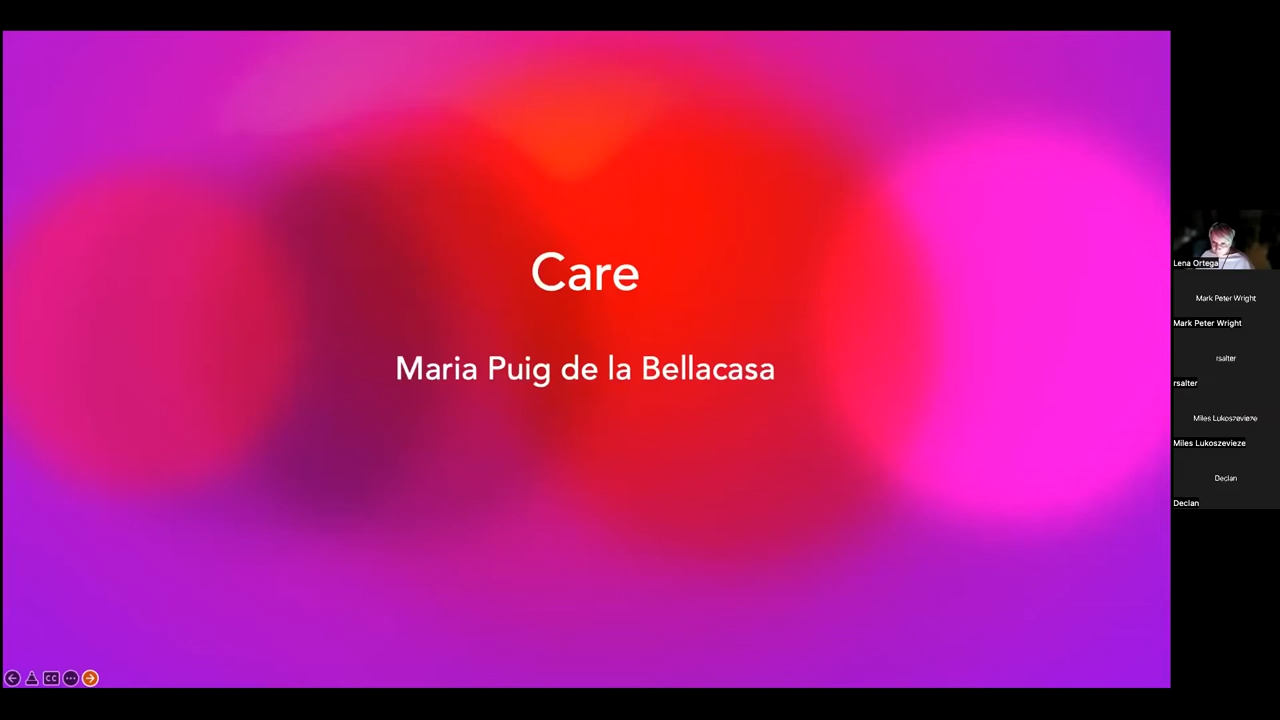 Care
Maria Puig de la Bellacasa
Lena Ortega
Mark Peter Wright
Mark Peter Wright
rsalter
rsalter
Miles Lukoszevieze
Miles Lukoszevieze
Declan
Declan
CC